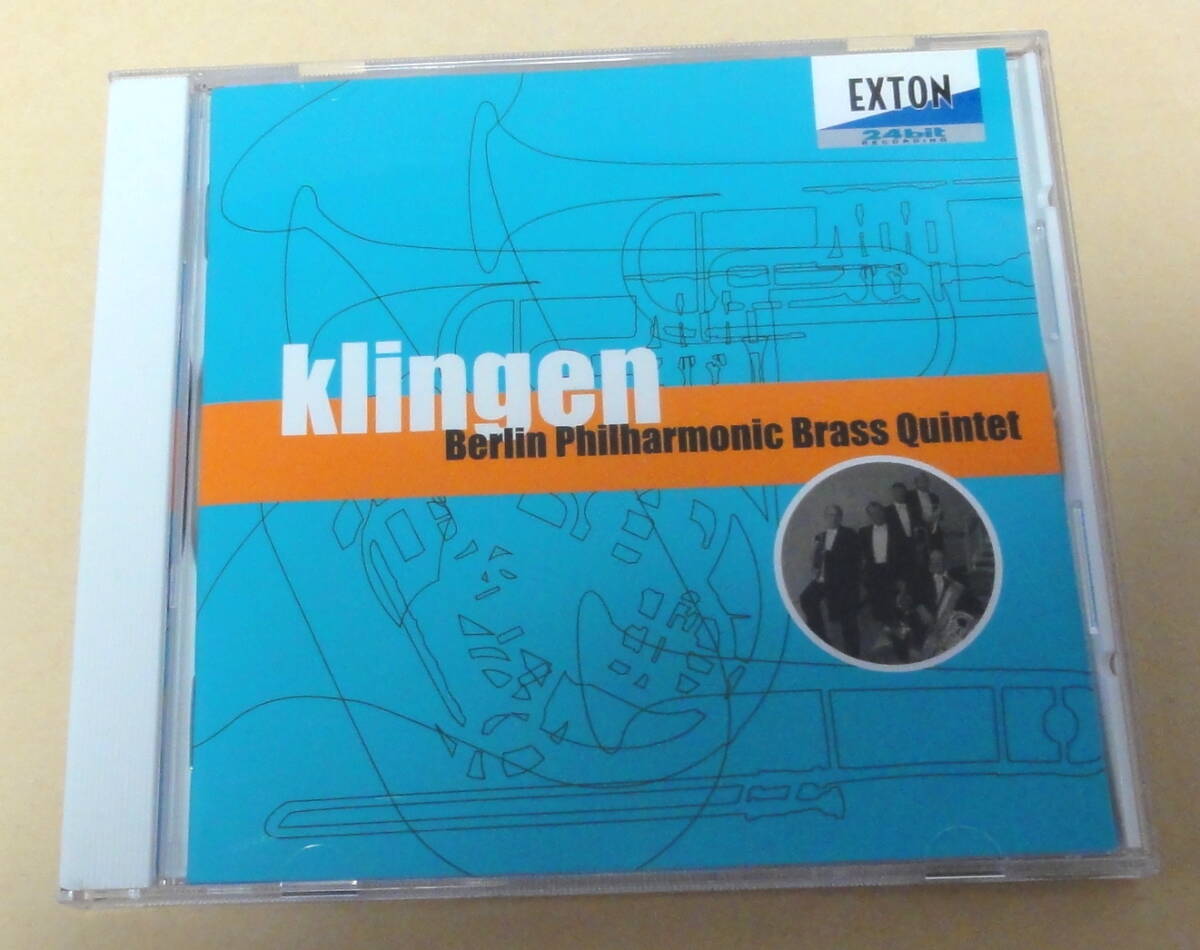 EXTON
24bit
RECORDING
klingen
Berlin Philharmonic Brass Quintet